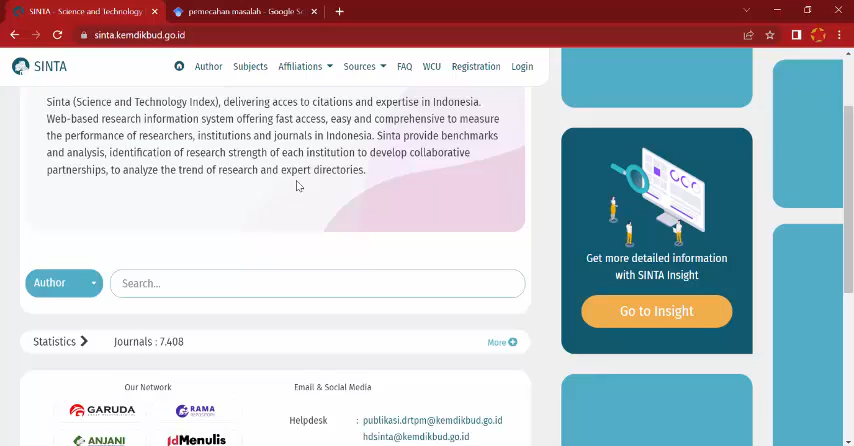 SINTA - Science and Technology
pemecahan masalah - Google Sc
sinta.kemdikbud.go.id
SINTA
Author
Subjects
Affiliations
Sources
FAQ
WCU
Registration
Login
Sinta (Science and Technology Index), delivering acces to citations and expertise in Indonesia.
Web-based research information system offering fast access, easy and comprehensive to measure
the performance of researchers, institutions and journals in Indonesia. Sinta provide benchmarks
and analysis, identification of research strength of each institution to develop collaborative
partnerships, to analyze the trend of research and expert directories.
Author
Search...
Get more detailed information
with SINTA Insight
Go to Insight
Statistics
Journals : 7.408
More
Our Network
Email & Social Media
GARUDA
RAMA
REPOSITORY
ANJANI
idMenulis
Helpdesk : publikasi.drtpm@kemdikbud.go.id
hdsinta@kemdikbud.go.id